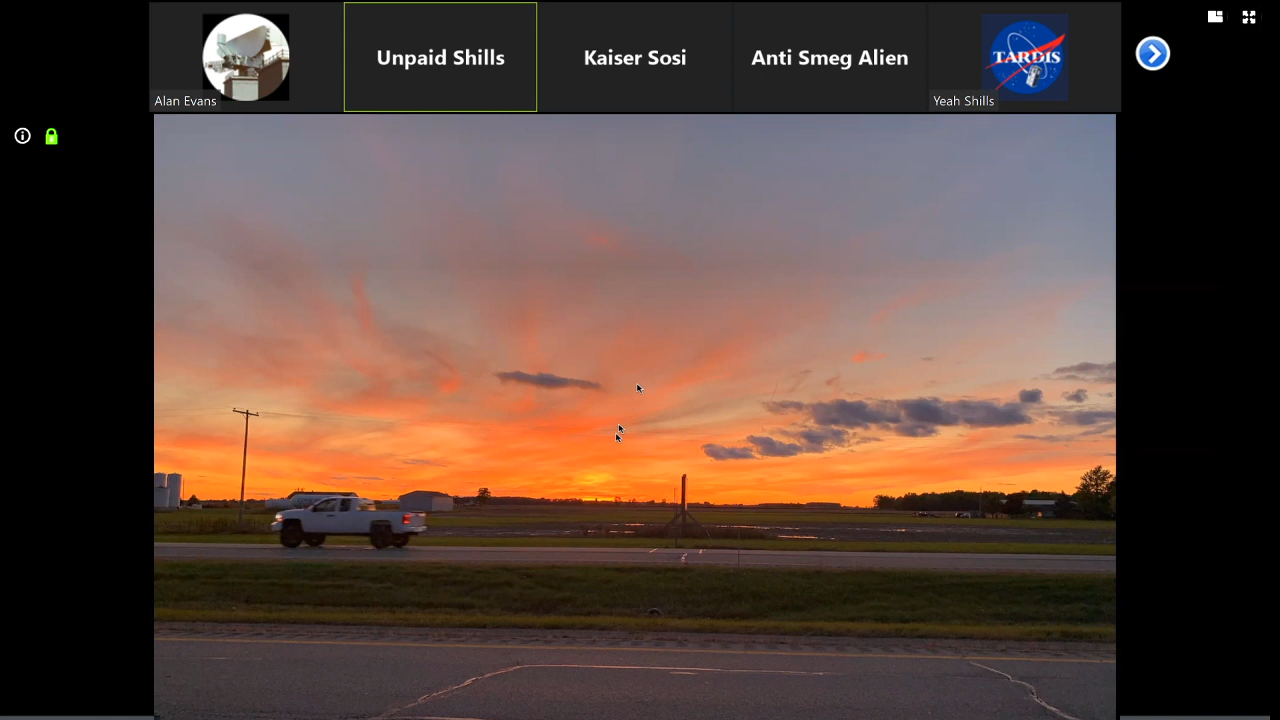 Unpaid Shills
Kaiser Sosi
Anti Smeg Alien
TARDIS
Alan Evans
Yeah Shills